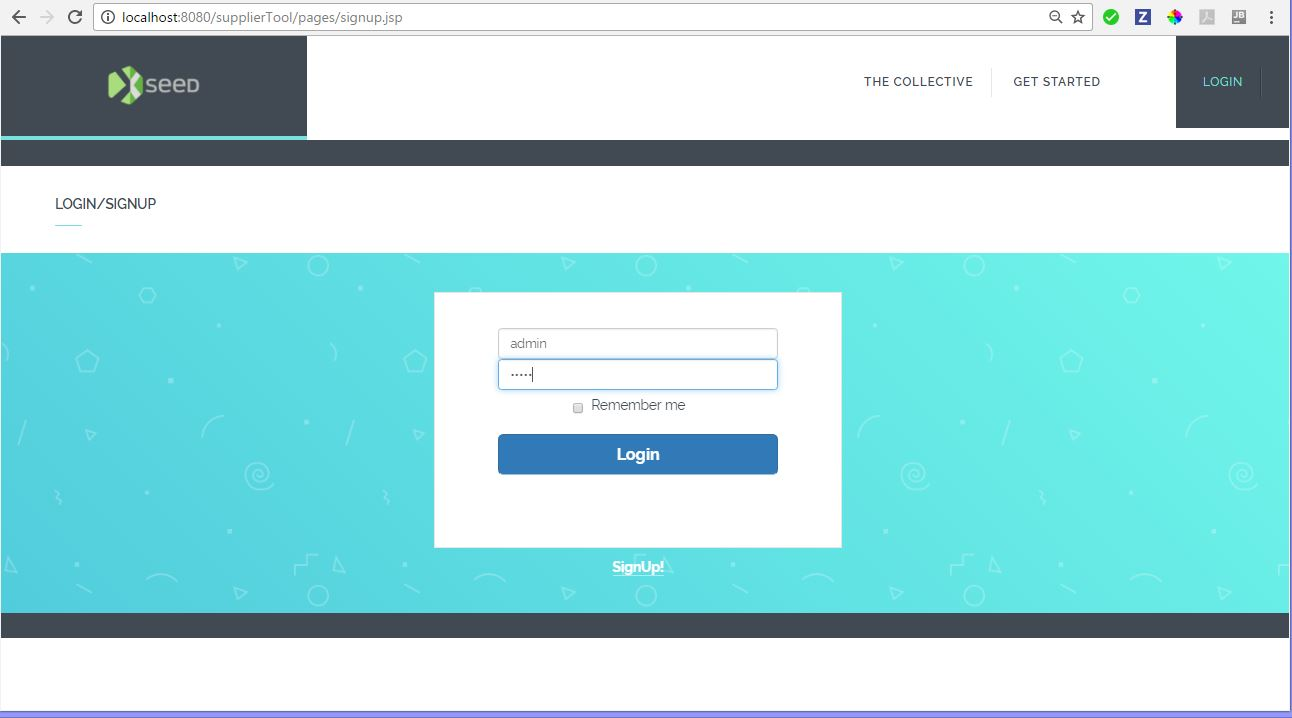 localhost:8080/supplierTool/pages/signup.jsp
Z
JB
seed
THE COLLECTIVE
GET STARTED
LOGIN
LOGIN/SIGNUP
admin
•••••
Remember me
Login
SignUp!